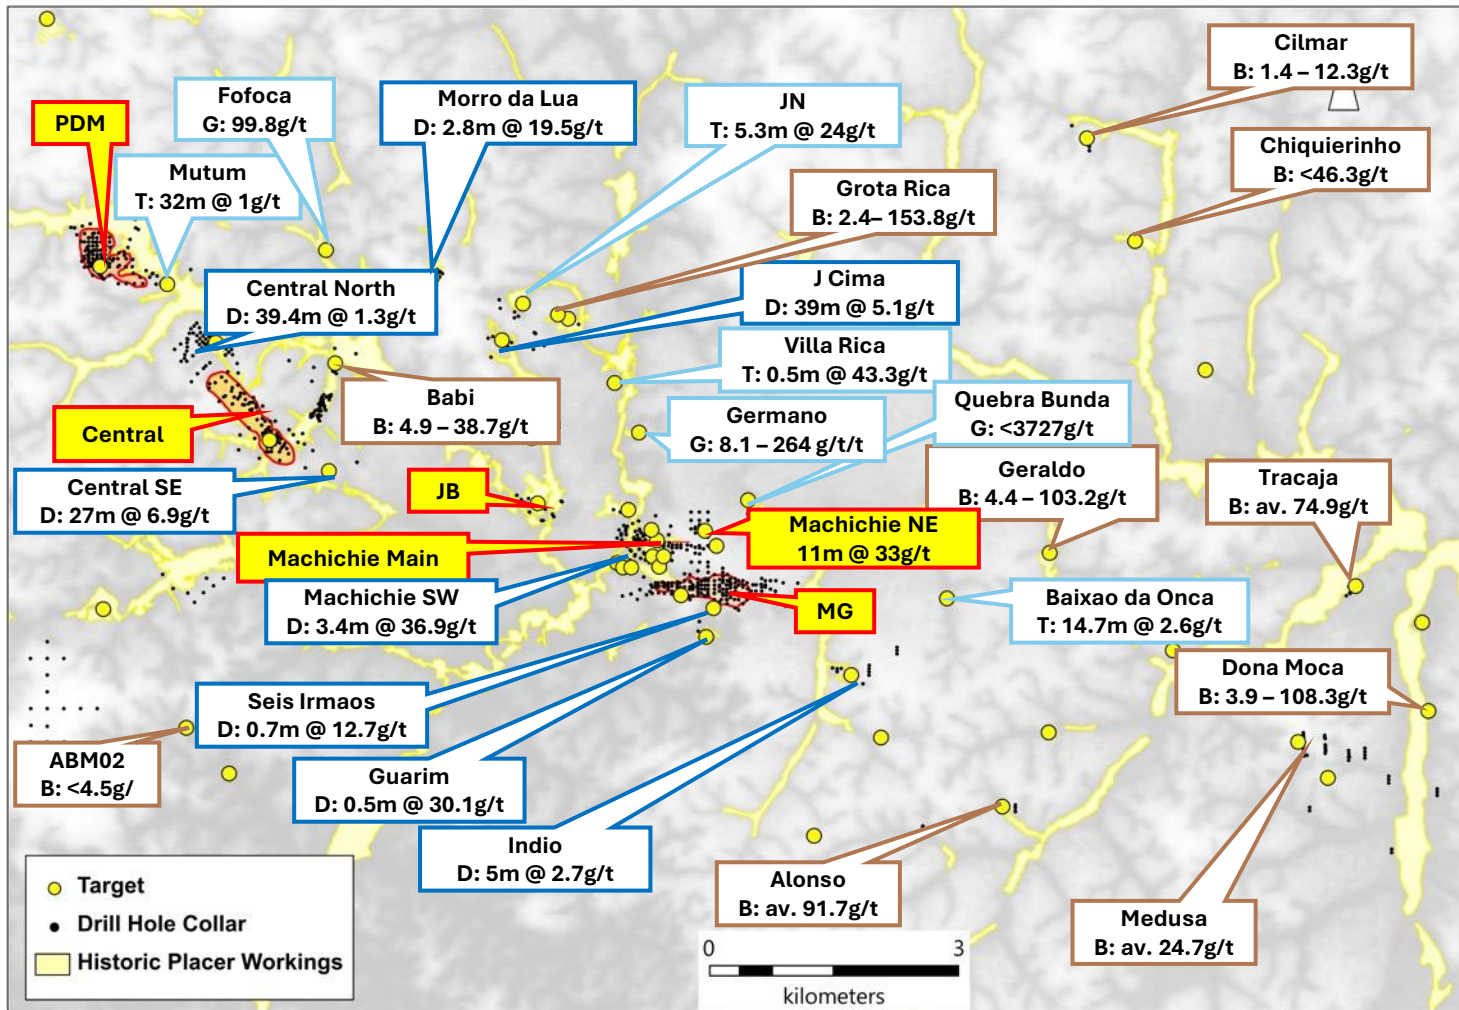 Cilmar
B: 1.4 – 12.3g/t
Fofoca
G: 99.8g/t
Morro da Lua
D: 2.8m @ 19.5g/t
JN
T: 5.3m @ 24g/t
PDM
Chiquierinho
B: <46.3g/t
Mutum
T: 32m @ 1g/t
Grota Rica
B: 2.4– 153.8g/t
Central North
D: 39.4m @ 1.3g/t
J Cima
D: 39m @ 5.1g/t
Villa Rica
T: 0.5m @ 43.3g/t
Babi
B: 4.9 – 38.7g/t
Quebra Bunda
G: <3727g/t
Central
Germano
G: 8.1 – 264 g/t/t
Geraldo
B: 4.4 – 103.2g/t
Tracaja
B: av. 74.9g/t
Central SE
D: 27m @ 6.9g/t
JB
Machichie NE
11m @ 33g/t
Machichie Main
Machichie SW
D: 3.4m @ 36.9g/t
MG
Baixao da Onca
T: 14.7m @ 2.6g/t
Dona Moca
B: 3.9 – 108.3g/t
Seis Irmaos
D: 0.7m @ 12.7g/t
ABM02
B: <4.5g/
Guarim
D: 0.5m @ 30.1g/t
Indio
D: 5m @ 2.7g/t
Alonso
B: av. 91.7g/t
Medusa
B: av. 24.7g/t
Target
Drill Hole Collar
Historic Placer Workings
0 3
kilometers